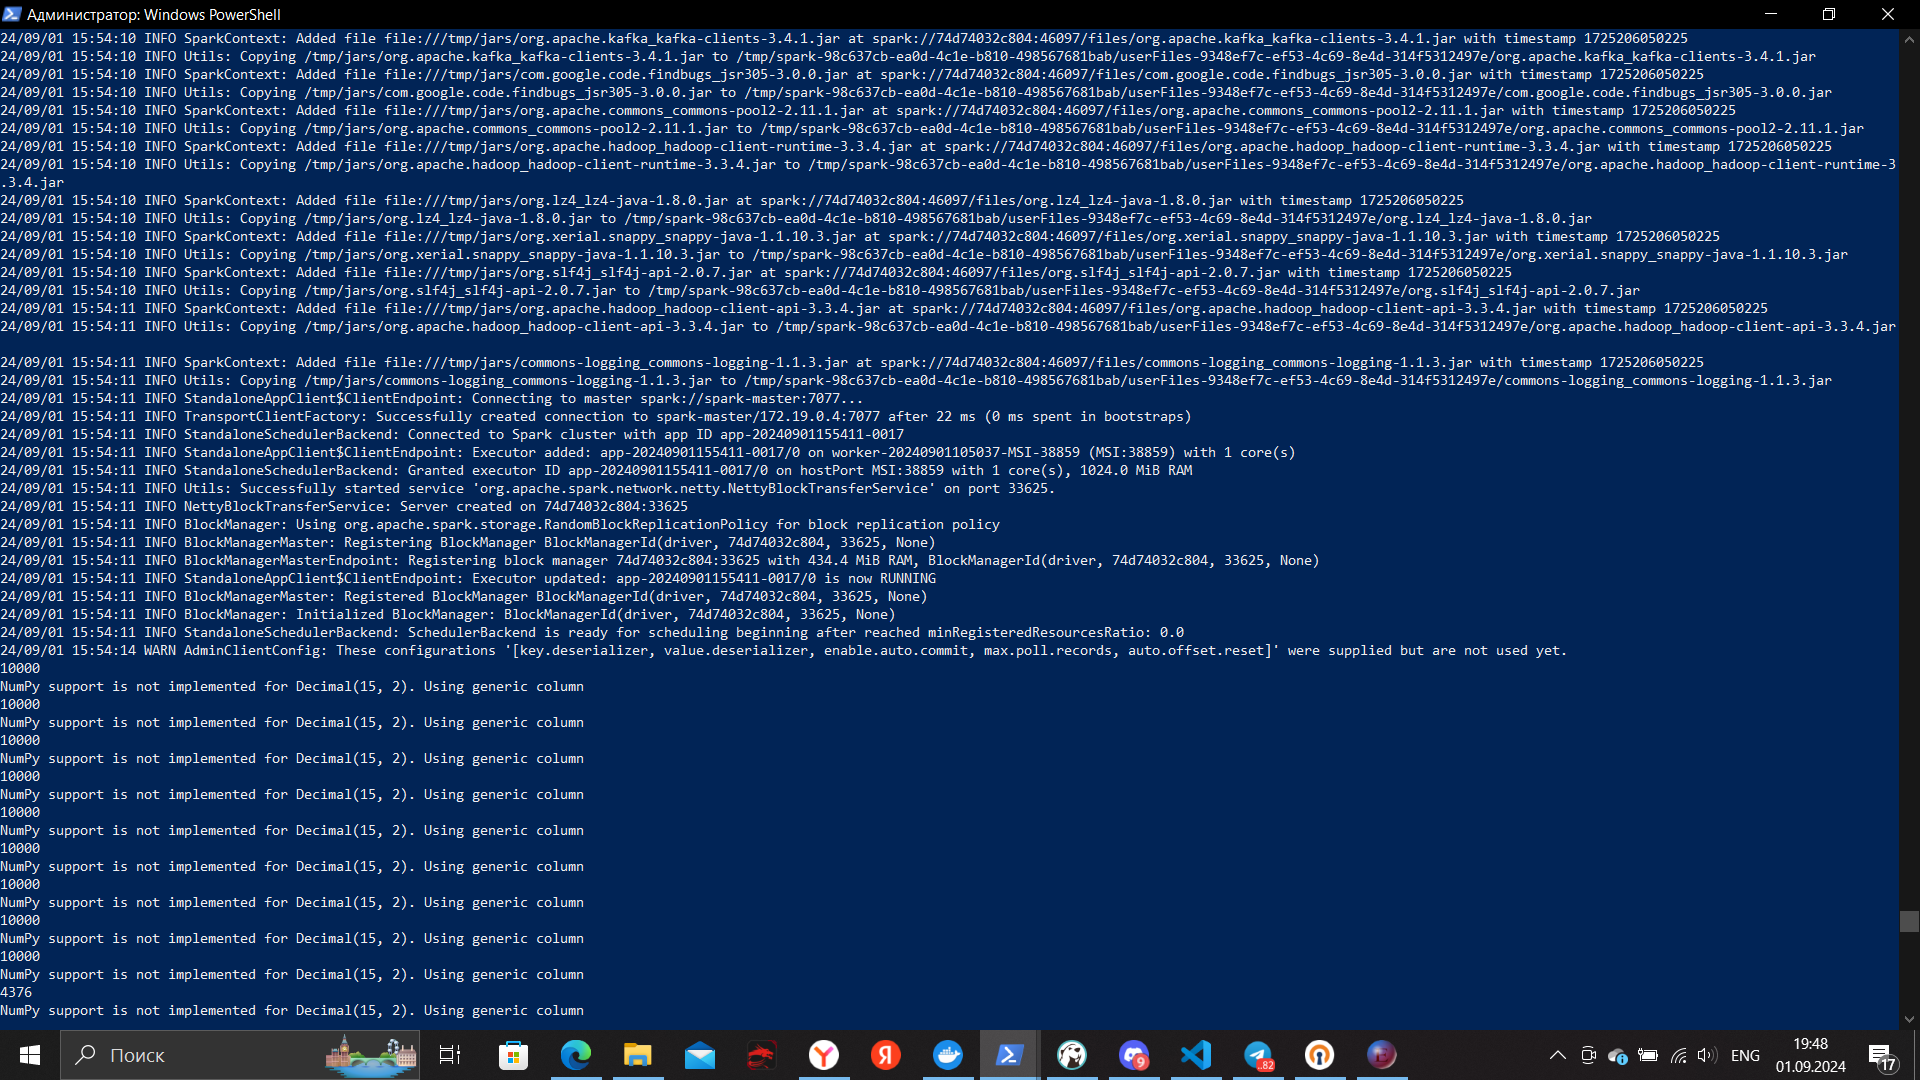 Администратор: Windows PowerShell
24/09/01 15:54:10 INFO SparkContext: Added file file:///tmp/jars/org.apache.kafka_kafka-clients-3.4.1.jar at spark://74d74032c804:46097/files/org.apache.kafka_kafka-clients-3.4.1.jar with timestamp 1725206050225
24/09/01 15:54:10 INFO Utils: Copying /tmp/jars/org.apache.kafka_kafka-clients-3.4.1.jar to /tmp/spark-98c637cb-ea0d-4c1e-b810-498567681bab/userFiles-9348ef7c-ef53-4c69-8e4d-314f5312497e/org.apache.kafka_kafka-clients-3.4.1.jar
24/09/01 15:54:10 INFO SparkContext: Added file file:///tmp/jars/com.google.code.findbugs_jsr305-3.0.0.jar at spark://74d74032c804:46097/files/com.google.code.findbugs_jsr305-3.0.0.jar with timestamp 1725206050225
24/09/01 15:54:10 INFO Utils: Copying /tmp/jars/com.google.code.findbugs_jsr305-3.0.0.jar to /tmp/spark-98c637cb-ea0d-4c1e-b810-498567681bab/userFiles-9348ef7c-ef53-4c69-8e4d-314f5312497e/com.google.code.findbugs_jsr305-3.0.0.jar
24/09/01 15:54:10 INFO SparkContext: Added file file:///tmp/jars/org.apache.commons_commons-pool2-2.11.1.jar at spark://74d74032c804:46097/files/org.apache.commons_commons-pool2-2.11.1.jar with timestamp 1725206050225
24/09/01 15:54:10 INFO Utils: Copying /tmp/jars/org.apache.commons_commons-pool2-2.11.1.jar to /tmp/spark-98c637cb-ea0d-4c1e-b810-498567681bab/userFiles-9348ef7c-ef53-4c69-8e4d-314f5312497e/org.apache.commons_commons-pool2-2.11.1.jar
24/09/01 15:54:10 INFO SparkContext: Added file file:///tmp/jars/org.apache.hadoop_hadoop-client-runtime-3.3.4.jar at spark://74d74032c804:46097/files/org.apache.hadoop_hadoop-client-runtime-3.3.4.jar with timestamp 1725206050225
24/09/01 15:54:10 INFO Utils: Copying /tmp/jars/org.apache.hadoop_hadoop-client-runtime-3.3.4.jar to /tmp/spark-98c637cb-ea0d-4c1e-b810-498567681bab/userFiles-9348ef7c-ef53-4c69-8e4d-314f5312497e/org.apache.hadoop_hadoop-client-runtime-3
.3.4.jar
24/09/01 15:54:10 INFO SparkContext: Added file file:///tmp/jars/org.lz4_lz4-java-1.8.0.jar at spark://74d74032c804:46097/files/org.lz4_lz4-java-1.8.0.jar with timestamp 1725206050225
24/09/01 15:54:10 INFO Utils: Copying /tmp/jars/org.lz4_lz4-java-1.8.0.jar to /tmp/spark-98c637cb-ea0d-4c1e-b810-498567681bab/userFiles-9348ef7c-ef53-4c69-8e4d-314f5312497e/org.lz4_lz4-java-1.8.0.jar
24/09/01 15:54:10 INFO SparkContext: Added file file:///tmp/jars/org.xerial.snappy_snappy-java-1.1.10.3.jar at spark://74d74032c804:46097/files/org.xerial.snappy_snappy-java-1.1.10.3.jar with timestamp 1725206050225
24/09/01 15:54:10 INFO Utils: Copying /tmp/jars/org.xerial.snappy_snappy-java-1.1.10.3.jar to /tmp/spark-98c637cb-ea0d-4c1e-b810-498567681bab/userFiles-9348ef7c-ef53-4c69-8e4d-314f5312497e/org.xerial.snappy_snappy-java-1.1.10.3.jar
24/09/01 15:54:10 INFO SparkContext: Added file file:///tmp/jars/org.slf4j_slf4j-api-2.0.7.jar at spark://74d74032c804:46097/files/org.slf4j_slf4j-api-2.0.7.jar with timestamp 1725206050225
24/09/01 15:54:10 INFO Utils: Copying /tmp/jars/org.slf4j_slf4j-api-2.0.7.jar to /tmp/spark-98c637cb-ea0d-4c1e-b810-498567681bab/userFiles-9348ef7c-ef53-4c69-8e4d-314f5312497e/org.slf4j_slf4j-api-2.0.7.jar
24/09/01 15:54:11 INFO SparkContext: Added file file:///tmp/jars/org.apache.hadoop_hadoop-client-api-3.3.4.jar at spark://74d74032c804:46097/files/org.apache.hadoop_hadoop-client-api-3.3.4.jar with timestamp 1725206050225
24/09/01 15:54:11 INFO Utils: Copying /tmp/jars/org.apache.hadoop_hadoop-client-api-3.3.4.jar to /tmp/spark-98c637cb-ea0d-4c1e-b810-498567681bab/userFiles-9348ef7c-ef53-4c69-8e4d-314f5312497e/org.apache.hadoop_hadoop-client-api-3.3.4.jar
24/09/01 15:54:11 INFO SparkContext: Added file file:///tmp/jars/commons-logging_commons-logging-1.1.3.jar at spark://74d74032c804:46097/files/commons-logging_commons-logging-1.1.3.jar with timestamp 1725206050225
24/09/01 15:54:11 INFO Utils: Copying /tmp/jars/commons-logging_commons-logging-1.1.3.jar to /tmp/spark-98c637cb-ea0d-4c1e-b810-498567681bab/userFiles-9348ef7c-ef53-4c69-8e4d-314f5312497e/commons-logging_commons-logging-1.1.3.jar
24/09/01 15:54:11 INFO StandaloneAppClient$ClientEndpoint: Connecting to master spark://spark-master:7077...
24/09/01 15:54:11 INFO TransportClientFactory: Successfully created connection to spark-master/172.19.0.4:7077 after 22 ms (0 ms spent in bootstraps)
24/09/01 15:54:11 INFO StandaloneSchedulerBackend: Connected to Spark cluster with app ID app-20240901155411-0017
24/09/01 15:54:11 INFO StandaloneAppClient$ClientEndpoint: Executor added: app-20240901155411-0017/0 on worker-20240901105037-MSI-38859 (MSI:38859) with 1 core(s)
24/09/01 15:54:11 INFO StandaloneSchedulerBackend: Granted executor ID app-20240901155411-0017/0 on hostPort MSI:38859 with 1 core(s), 1024.0 MiB RAM
24/09/01 15:54:11 INFO Utils: Successfully started service 'org.apache.spark.network.netty.NettyBlockTransferService' on port 33625.
24/09/01 15:54:11 INFO NettyBlockTransferService: Server created on 74d74032c804:33625
24/09/01 15:54:11 INFO BlockManager: Using org.apache.spark.storage.RandomBlockReplicationPolicy for block replication policy
24/09/01 15:54:11 INFO BlockManagerMaster: Registering BlockManager BlockManagerId(driver, 74d74032c804, 33625, None)
24/09/01 15:54:11 INFO BlockManagerMasterEndpoint: Registering block manager 74d74032c804:33625 with 434.4 MiB RAM, BlockManagerId(driver, 74d74032c804, 33625, None)
24/09/01 15:54:11 INFO StandaloneAppClient$ClientEndpoint: Executor updated: app-20240901155411-0017/0 is now RUNNING
24/09/01 15:54:11 INFO BlockManagerMaster: Registered BlockManager BlockManagerId(driver, 74d74032c804, 33625, None)
24/09/01 15:54:11 INFO BlockManager: Initialized BlockManager: BlockManagerId(driver, 74d74032c804, 33625, None)
24/09/01 15:54:11 INFO StandaloneSchedulerBackend: SchedulerBackend is ready for scheduling beginning after reached minRegisteredResourcesRatio: 0.0
24/09/01 15:54:14 WARN AdminClientConfig: These configurations '[key.deserializer, value.deserializer, enable.auto.commit, max.poll.records, auto.offset.reset]' were supplied but are not used yet.
10000
NumPy support is not implemented for Decimal(15, 2). Using generic column
10000
NumPy support is not implemented for Decimal(15, 2). Using generic column
10000
NumPy support is not implemented for Decimal(15, 2). Using generic column
10000
NumPy support is not implemented for Decimal(15, 2). Using generic column
10000
NumPy support is not implemented for Decimal(15, 2). Using generic column
10000
NumPy support is not implemented for Decimal(15, 2). Using generic column
10000
NumPy support is not implemented for Decimal(15, 2). Using generic column
10000
NumPy support is not implemented for Decimal(15, 2). Using generic column
10000
NumPy support is not implemented for Decimal(15, 2). Using generic column
4376
NumPy support is not implemented for Decimal(15, 2). Using generic column
Поиск
Y
Я
9
.82
ENG
19:48
01.09.2024
17